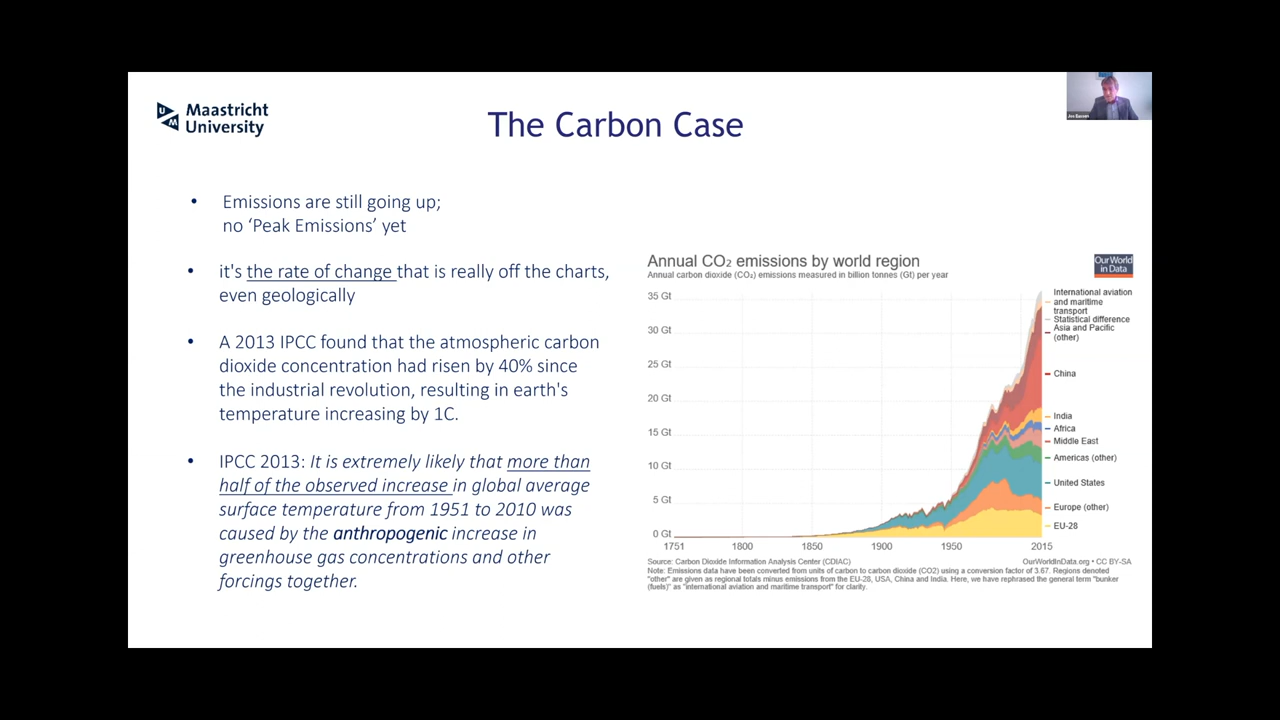 Maastricht
University
The Carbon Case
• Emissions are still going up;
no ‘Peak Emissions’ yet
• it's the rate of change that is really off the charts,
even geologically
• A 2013 IPCC found that the atmospheric carbon
dioxide concentration had risen by 40% since
the industrial revolution, resulting in earth's
temperature increasing by 1C.
• IPCC 2013: It is extremely likely that more than
half of the observed increase in global average
surface temperature from 1951 to 2010 was
caused by the anthropogenic increase in
greenhouse gas concentrations and other
forcings together.
Annual CO₂ emissions by world region
Annual carbon dioxide (CO₂) emissions measured in billion tonnes (Gt) per year
Our World
in Data
35 Gt
30 Gt
25 Gt
20 Gt
15 Gt
10 Gt
5 Gt
0 Gt
1751 1800 1850 1900 1950 2015
International aviation
and maritime
transport
Statistical difference
Asia and Pacific
(other)
China
India
Africa
Middle East
Americas (other)
United States
Europe (other)
EU-28
Source: Carbon Dioxide Information Analysis Center (CDIAC) OurWorldInData.org • CC BY-SA
Note: Emissions data have been converted from units of carbon to carbon dioxide (CO2) using a conversion factor of 3.67. Regions denoted
"other" are given as regional totals minus emissions from the EU-28, USA, China and India. Here, we have rephrased the general term "bunker
(fuels)" as "international aviation and maritime transport" for clarity.